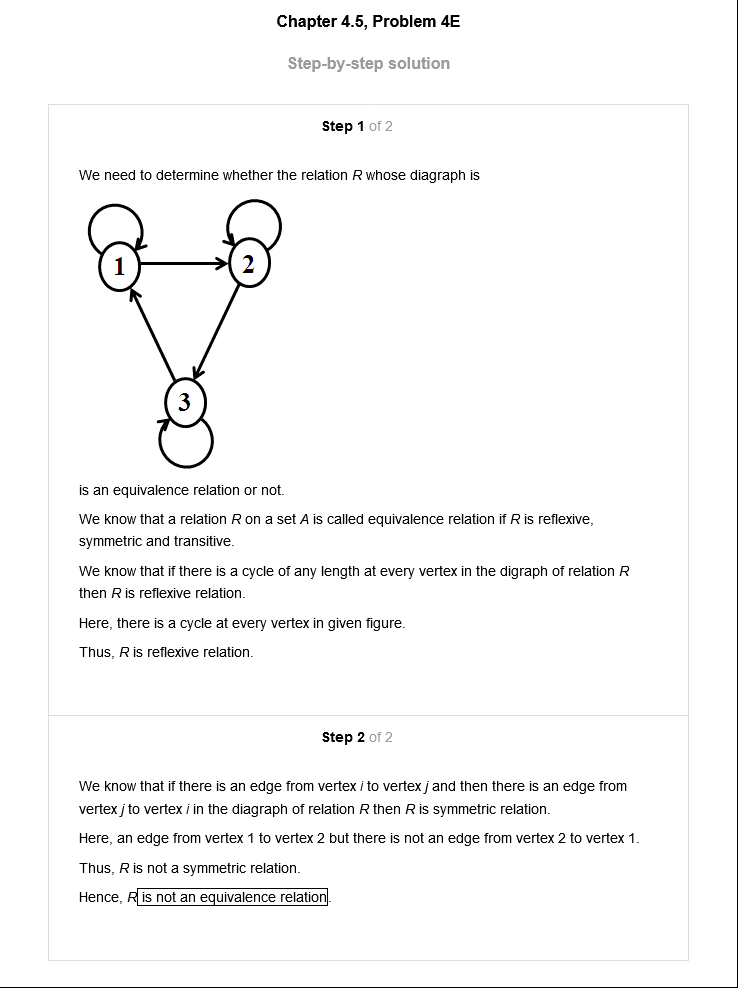 Chapter 4.5, Problem 4E
Step-by-step solution
Step 1 of 2
We need to determine whether the relation R whose diagraph is
1
2
3
is an equivalence relation or not.
We know that a relation R on a set A is called equivalence relation if R is reflexive,
symmetric and transitive.
We know that if there is a cycle of any length at every vertex in the digraph of relation R
then R is reflexive relation.
Here, there is a cycle at every vertex in given figure.
Thus, R is reflexive relation.
Step 2 of 2
We know that if there is an edge from vertex i to vertex j and then there is an edge from
vertex j to vertex i in the diagraph of relation R then R is symmetric relation.
Here, an edge from vertex 1 to vertex 2 but there is not an edge from vertex 2 to vertex 1.
Thus, R is not a symmetric relation.
Hence, R is not an equivalence relation.